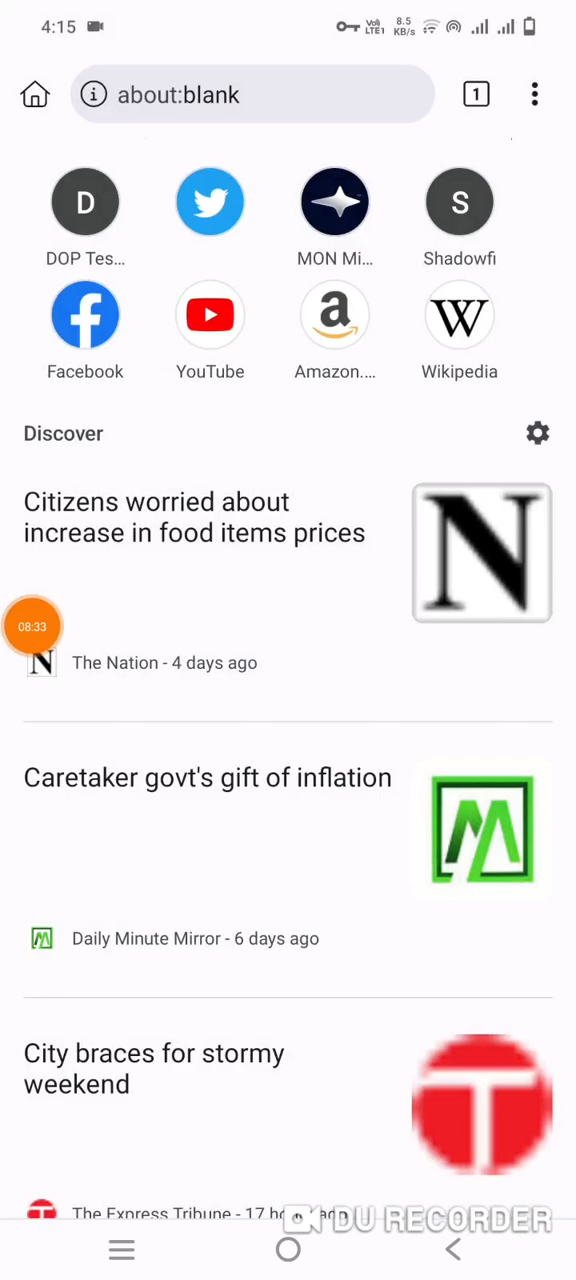 4:15
Vo))
LTE1
8.5
KB/s
about:blank
1
D
S
DOP Tes...
MON Mi...
Shadowfi
a
W
Facebook
YouTube
Amazon....
Wikipedia
Discover
Citizens worried about
increase in food items prices
N
08:33
N
The Nation - 4 days ago
Caretaker govt's gift of inflation
M
Daily Minute Mirror - 6 days ago
City braces for stormy
weekend
T
The Express Tribune - 17
DU RECORDER